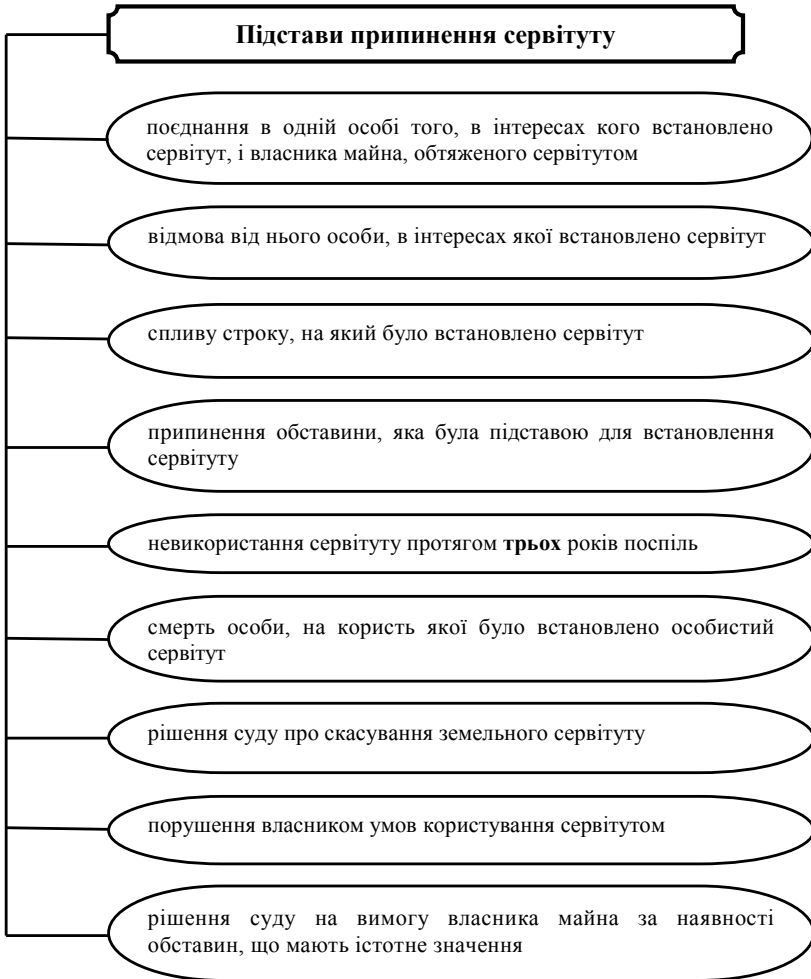 Підстави припинення сервітуту
поєднання в одній особі того, в інтересах кого встановлено
сервітут, і власника майна, обтяженого сервітутом
відмова від нього особи, в інтересах якої встановлено сервітут
спливу строку, на який було встановлено сервітут
припинення обставини, яка була підставою для встановлення
сервітуту
невикористання сервітуту протягом трьох років поспіль
смерть особи, на користь якої було встановлено особистий
сервітут
рішення суду про скасування земельного сервітуту
порушення власником умов користування сервітутом
рішення суду на вимогу власника майна за наявності
обставин, що мають істотне значення